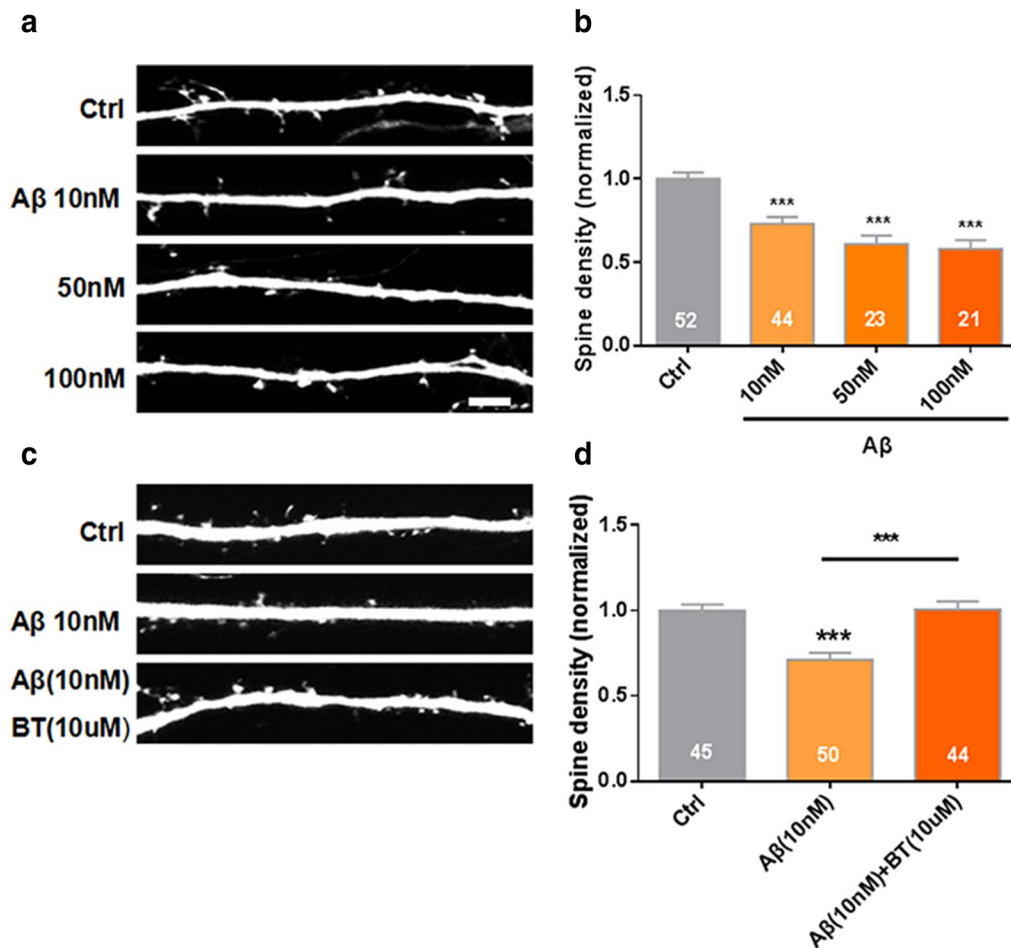 a
Ctrl
Aβ 10nM
50nM
100nM
b
Spine density (normalized)
1.5
1.0
0.5
0.0
***
***
***
52
44
23
21
Ctrl
10nM
50nM
100nM
Aβ
c
Ctrl
Aβ 10nM
Aβ(10nM)
BT(10uM)
d
Spine density (normalized)
1.5
1.0
0.5
0.0
***
***
45
50
44
Ctrl
Aβ(10nM)
Aβ(10nM)+BT(10uM)